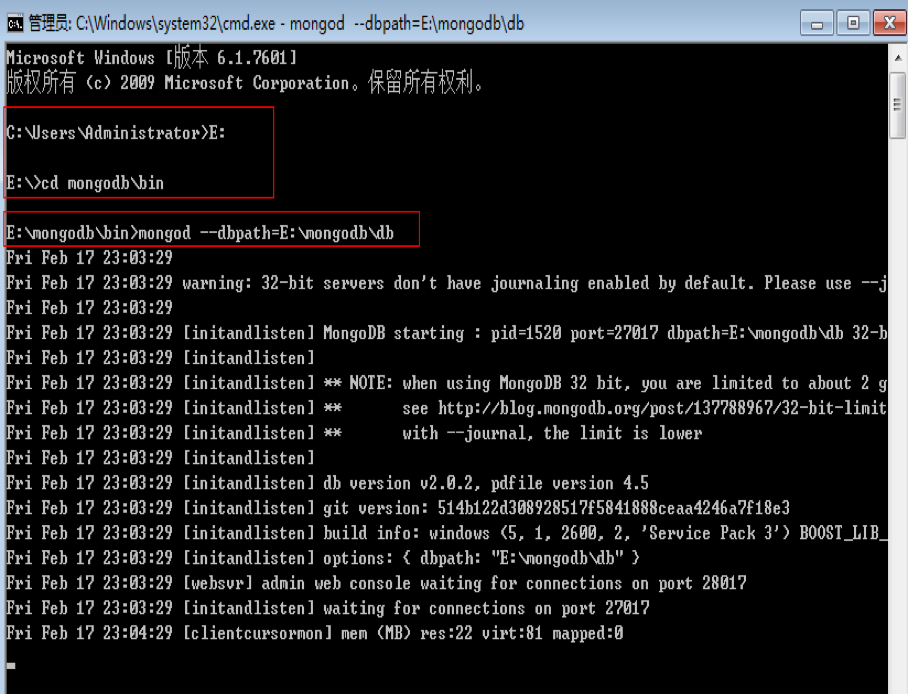 管理员: C:\Windows\system32\cmd.exe - mongod --dbpath=E:\mongodb\db
Microsoft Windows [版本 6.1.7601]
版权所有 (c) 2009 Microsoft Corporation。保留所有权利。
C:\Users\Administrator>E:
E:\>cd mongodb\bin
E:\mongodb\bin>mongod --dbpath=E:\mongodb\db
Fri Feb 17 23:03:29
Fri Feb 17 23:03:29 warning: 32-bit servers don't have journaling enabled by default. Please use --j
Fri Feb 17 23:03:29
Fri Feb 17 23:03:29 [initandlisten] MongoDB starting : pid=1520 port=27017 dbpath=E:\mongodb\db 32-b
Fri Feb 17 23:03:29 [initandlisten]
Fri Feb 17 23:03:29 [initandlisten] ** NOTE: when using MongoDB 32 bit, you are limited to about 2 g
Fri Feb 17 23:03:29 [initandlisten] **       see http://blog.mongodb.org/post/137788967/32-bit-limit
Fri Feb 17 23:03:29 [initandlisten] **       with --journal, the limit is lower
Fri Feb 17 23:03:29 [initandlisten]
Fri Feb 17 23:03:29 [initandlisten] db version v2.0.2, pdfile version 4.5
Fri Feb 17 23:03:29 [initandlisten] git version: 514b122d308928517f5841888ceaa4246a7f18e3
Fri Feb 17 23:03:29 [initandlisten] build info: windows (5, 1, 2600, 2, 'Service Pack 3') BOOST_LIB_
Fri Feb 17 23:03:29 [initandlisten] options: { dbpath: "E:\mongodb\db" }
Fri Feb 17 23:03:29 [websvr] admin web console waiting for connections on port 28017
Fri Feb 17 23:03:29 [initandlisten] waiting for connections on port 27017
Fri Feb 17 23:04:29 [clientcursormon] mem (MB) res:22 virt:81 mapped:0